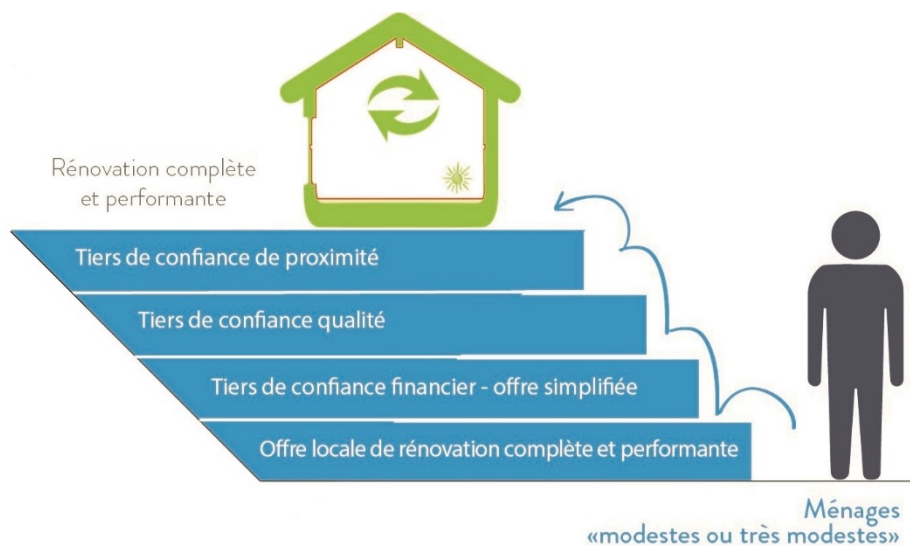 Rénovation complète
et performante
Tiers de confiance de proximité
Tiers de confiance qualité
Tiers de confiance financier - offre simplifiée
Offre locale de rénovation complète et performante
Ménages
«modestes ou très modestes»